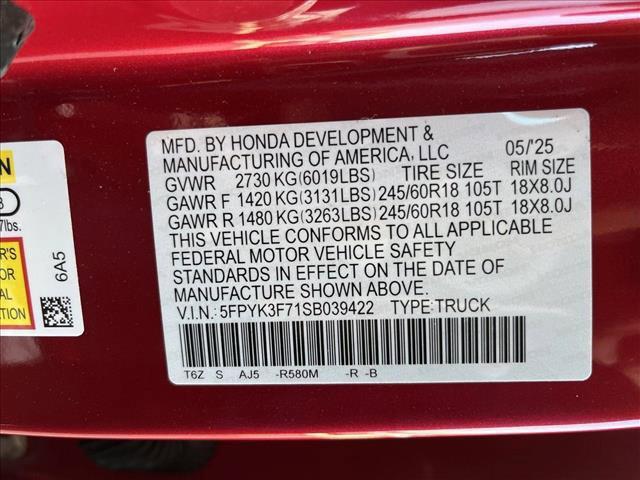 MFD. BY HONDA DEVELOPMENT &
MANUFACTURING OF AMERICA, LLC 05/'25
GVWR 2730 KG(6019LBS) TIRE SIZE RIM SIZE
GAWR F 1420 KG(3131LBS) 245/60R18 105T 18X8.0J
GAWR R 1480 KG(3263LBS) 245/60R18 105T 18X8.0J
THIS VEHICLE CONFORMS TO ALL APPLICABLE
FEDERAL MOTOR VEHICLE SAFETY
STANDARDS IN EFFECT ON THE DATE OF
MANUFACTURE SHOWN ABOVE.
V.I.N.: 5FPYK3F71SB039422 TYPE:TRUCK
T6Z S AJ5 -R580M -R -B
6A5